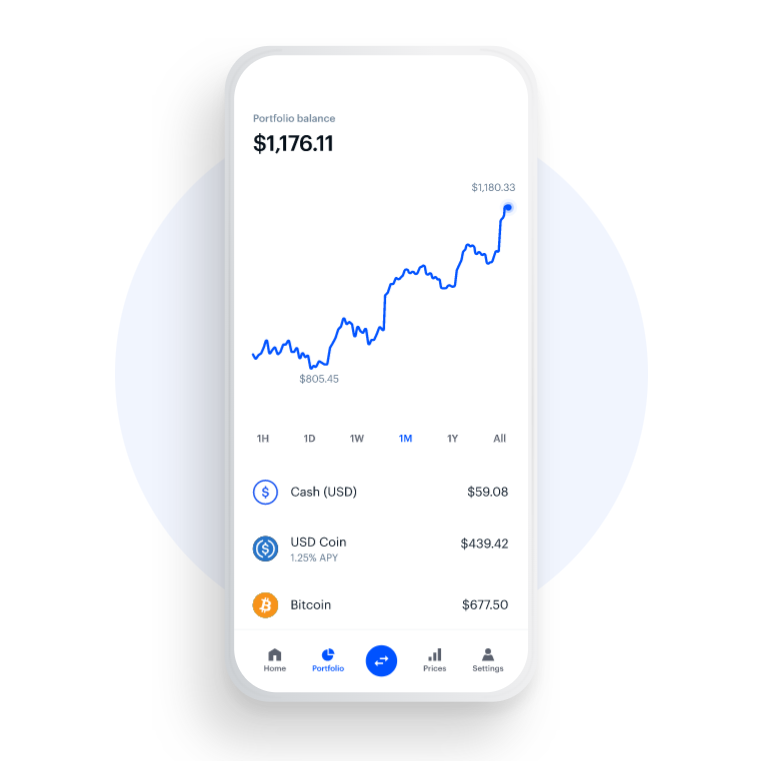 Portfolio balance
$1,176.11
$1,180.33
$805.45
1H 1D 1W 1M 1Y All
Cash (USD) $59.08
USD Coin $439.42
1.25% APY
Bitcoin $677.50
Home Portfolio Prices Settings